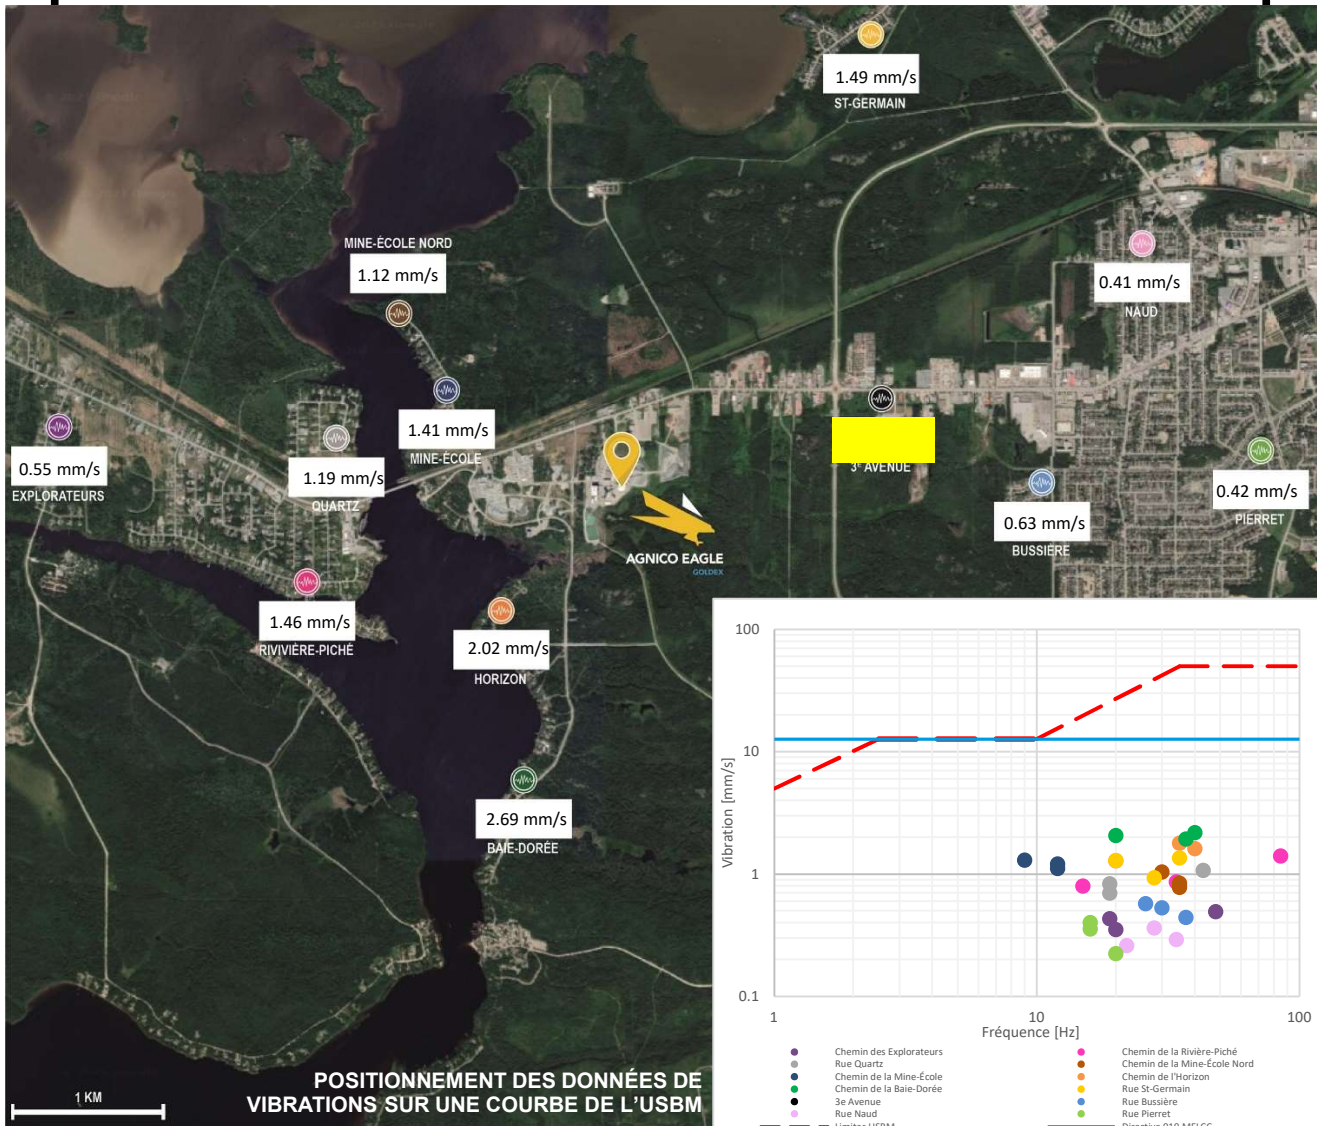 1.49 mm/s
ST-GERMAIN
MINE-ÉCOLE NORD
1.12 mm/s
0.41 mm/s
NAUD
1.41 mm/s
MINE-ÉCOLE
0.55 mm/s
EXPLORATEURS
1.19 mm/s
QUARTZ
3e AVENUE
0.42 mm/s
PIERRET
0.63 mm/s
BUSSIÈRE
AGNICO EAGLE
GOLDEX
1.46 mm/s
RIVIVIÈRE-PICHÉ
2.02 mm/s
HORIZON
2.69 mm/s
BAIE-DORÉE
100
10
1
0.1
Vibration [mm/s]
1
10
100
Fréquence [Hz]
Chemin des Explorateurs
Chemin de la Rivière-Piché
Rue Quartz
Chemin de la Mine-École Nord
Chemin de la Mine-École
Chemin de l'Horizon
Chemin de la Baie-Dorée
Rue St-Germain
3e Avenue
Rue Bussière
Rue Naud
Rue Pierret
Limites USBM
Directive 019 MELCC
POSITIONNEMENT DES DONNÉES DE
VIBRATIONS SUR UNE COURBE DE L'USBM
1 KM